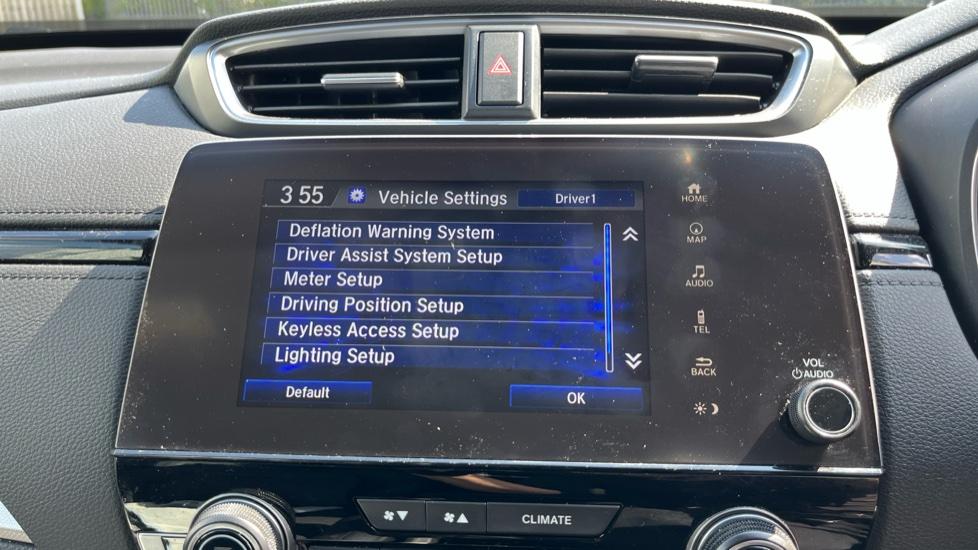 3 55 Vehicle Settings Driver1
Deflation Warning System
Driver Assist System Setup
Meter Setup
Driving Position Setup
Keyless Access Setup
Lighting Setup
Default OK
HOME
MAP
AUDIO
TEL
BACK
VOL
AUDIO
CLIMATE